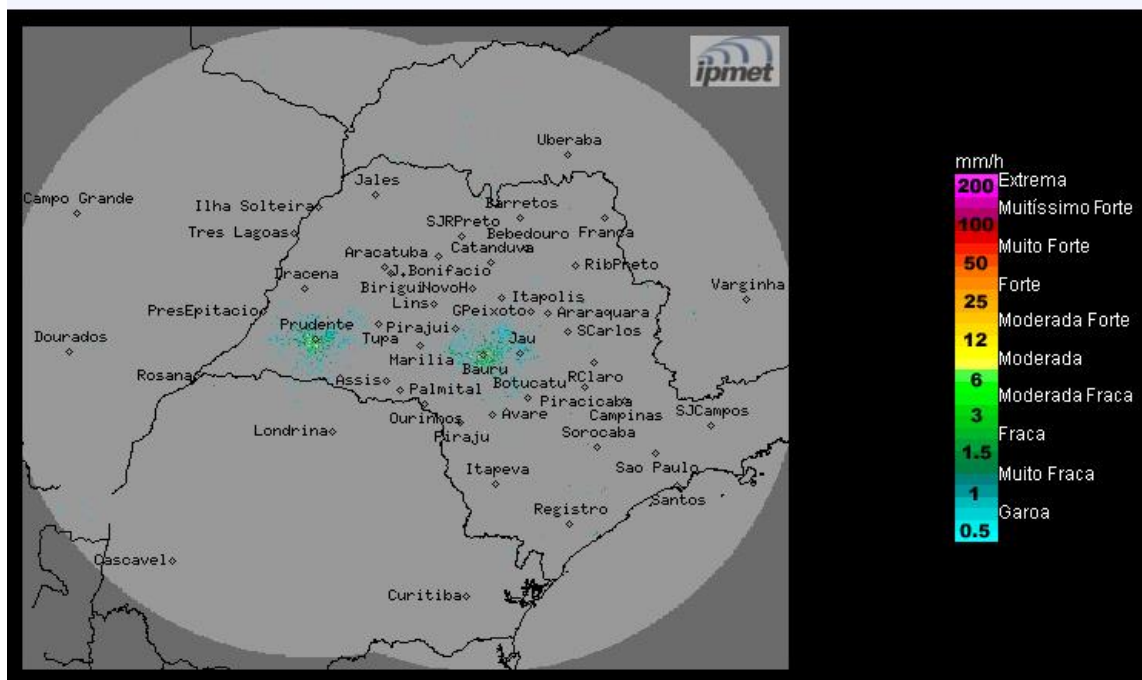 ipmet
Uberaba
Jales
Campo Grande
Ilha Solteira
Barretos
SJRPreto
Tres Lagoas
Bebedouro
Franca
Catanduva
Aracatuba
J.Bonifacio
RibPreto
Dracena
Birigui
NovoH
Varginha
Itapolis
Lins
GPeixoto
Araraquara
PresEpitacio
Prudente
Pirajui
SCarlos
Dourados
Tupa
Jau
Marilia
Bauru
Rosana
Assis
RClaro
Palmital
Botucatu
Piracicaba
Ourinhos
Avare
Campinas
SJCampos
Londrina
Piraju
Sorocaba
Itapeva
Sao Paulo
Santos
Registro
Cascavel
Curitiba
mm/h
200 Extrema
Muitíssimo Forte
100
Muito Forte
50
Forte
25
Moderada Forte
12
Moderada
6
Moderada Fraca
3
Fraca
1.5
Muito Fraca
1
Garoa
0.5